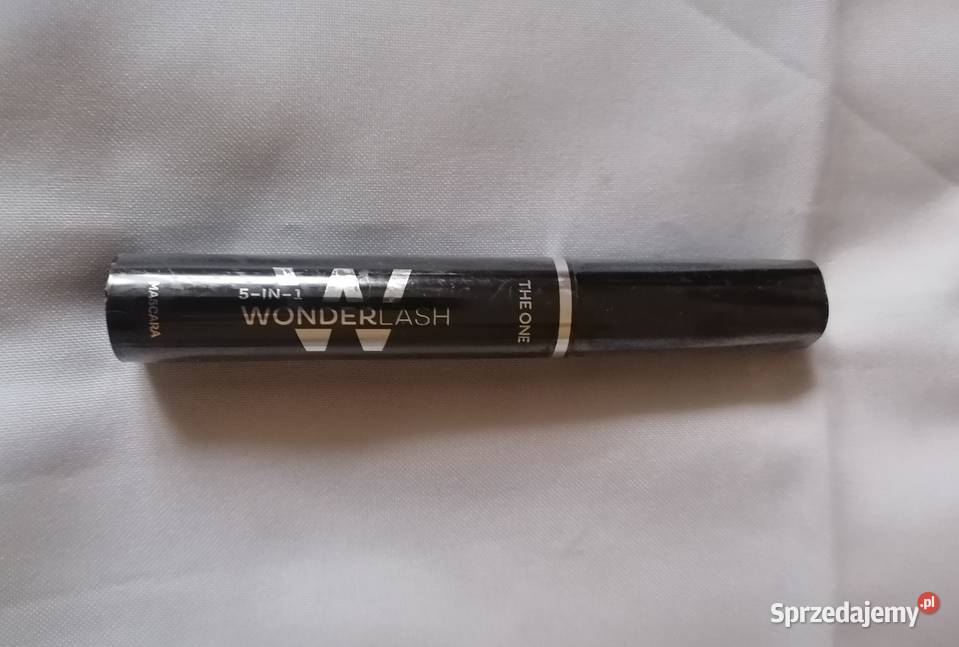 MASCARA
5-IN-1
W
WONDERLASH
THE ONE
Sprzedajemy.pl